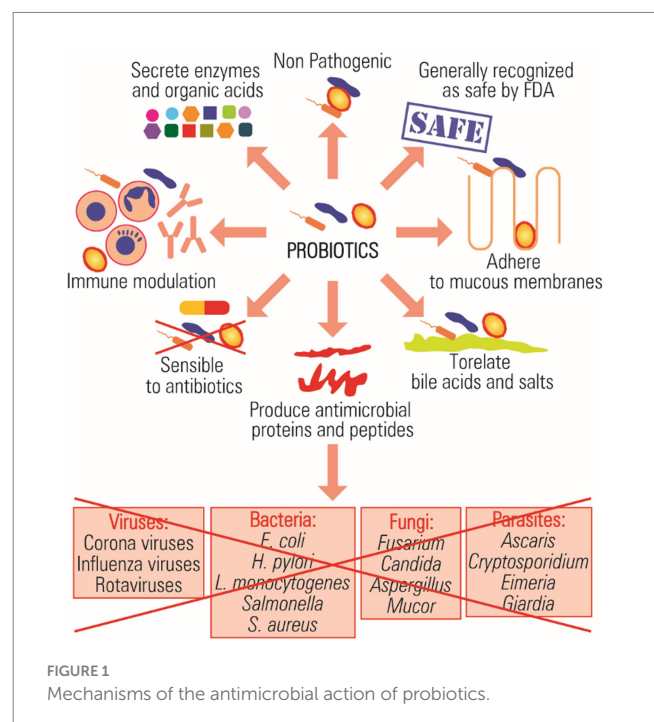 Non Pathogenic
Secrete enzymes
and organic acids
Generally recognized
as safe by FDA
SAFE
PROBIOTICS
Immune modulation
Adhere
to mucous membranes
Sensible
to antibiotics
Torelate
bile acids and salts
Produce antimicrobial
proteins and peptides
Viruses:
Corona viruses
Influenza viruses
Rotaviruses
Bacteria:
E. coli
H. pylori
L. monocytogenes
Salmonella
S. aureus
Fungi:
Fusarium
Candida
Aspergillus
Mucor
Parasites:
Ascaris
Cryptosporidium
Eimeria
Giardia
FIGURE 1
Mechanisms of the antimicrobial action of probiotics.